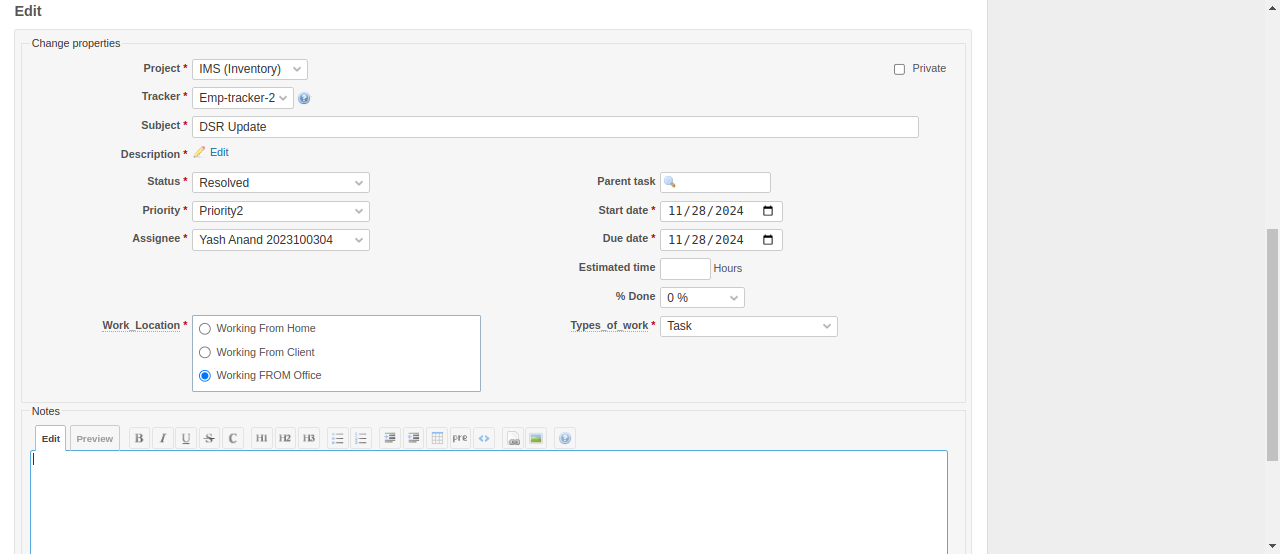 Edit
Change properties
Project * IMS (Inventory) Private
Tracker * Emp-tracker-2
Subject * DSR Update
Description * Edit
Status * Resolved Parent task
Priority * Priority2 Start date * 11/28/2024
Assignee * Yash Anand 2023100304 Due date * 11/28/2024
Estimated time Hours
% Done 0 %
Work_Location * Working From Home Types_of_work * Task
Working From Client
Working FROM Office
Notes
Edit Preview B I U S C H1 H2 H3 pre